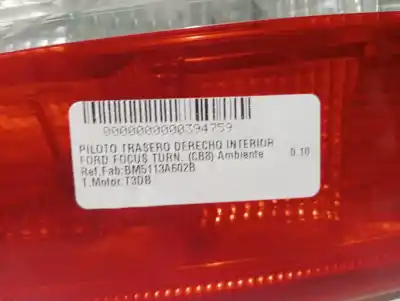 0000000000394759
PILOTO TRASERO DERECHO INTERIOR
FORD FOCUS TURN. (CB8) Ambiente 0.10
Ref.Fab:BM5113A602B
T.Motor:T3DB